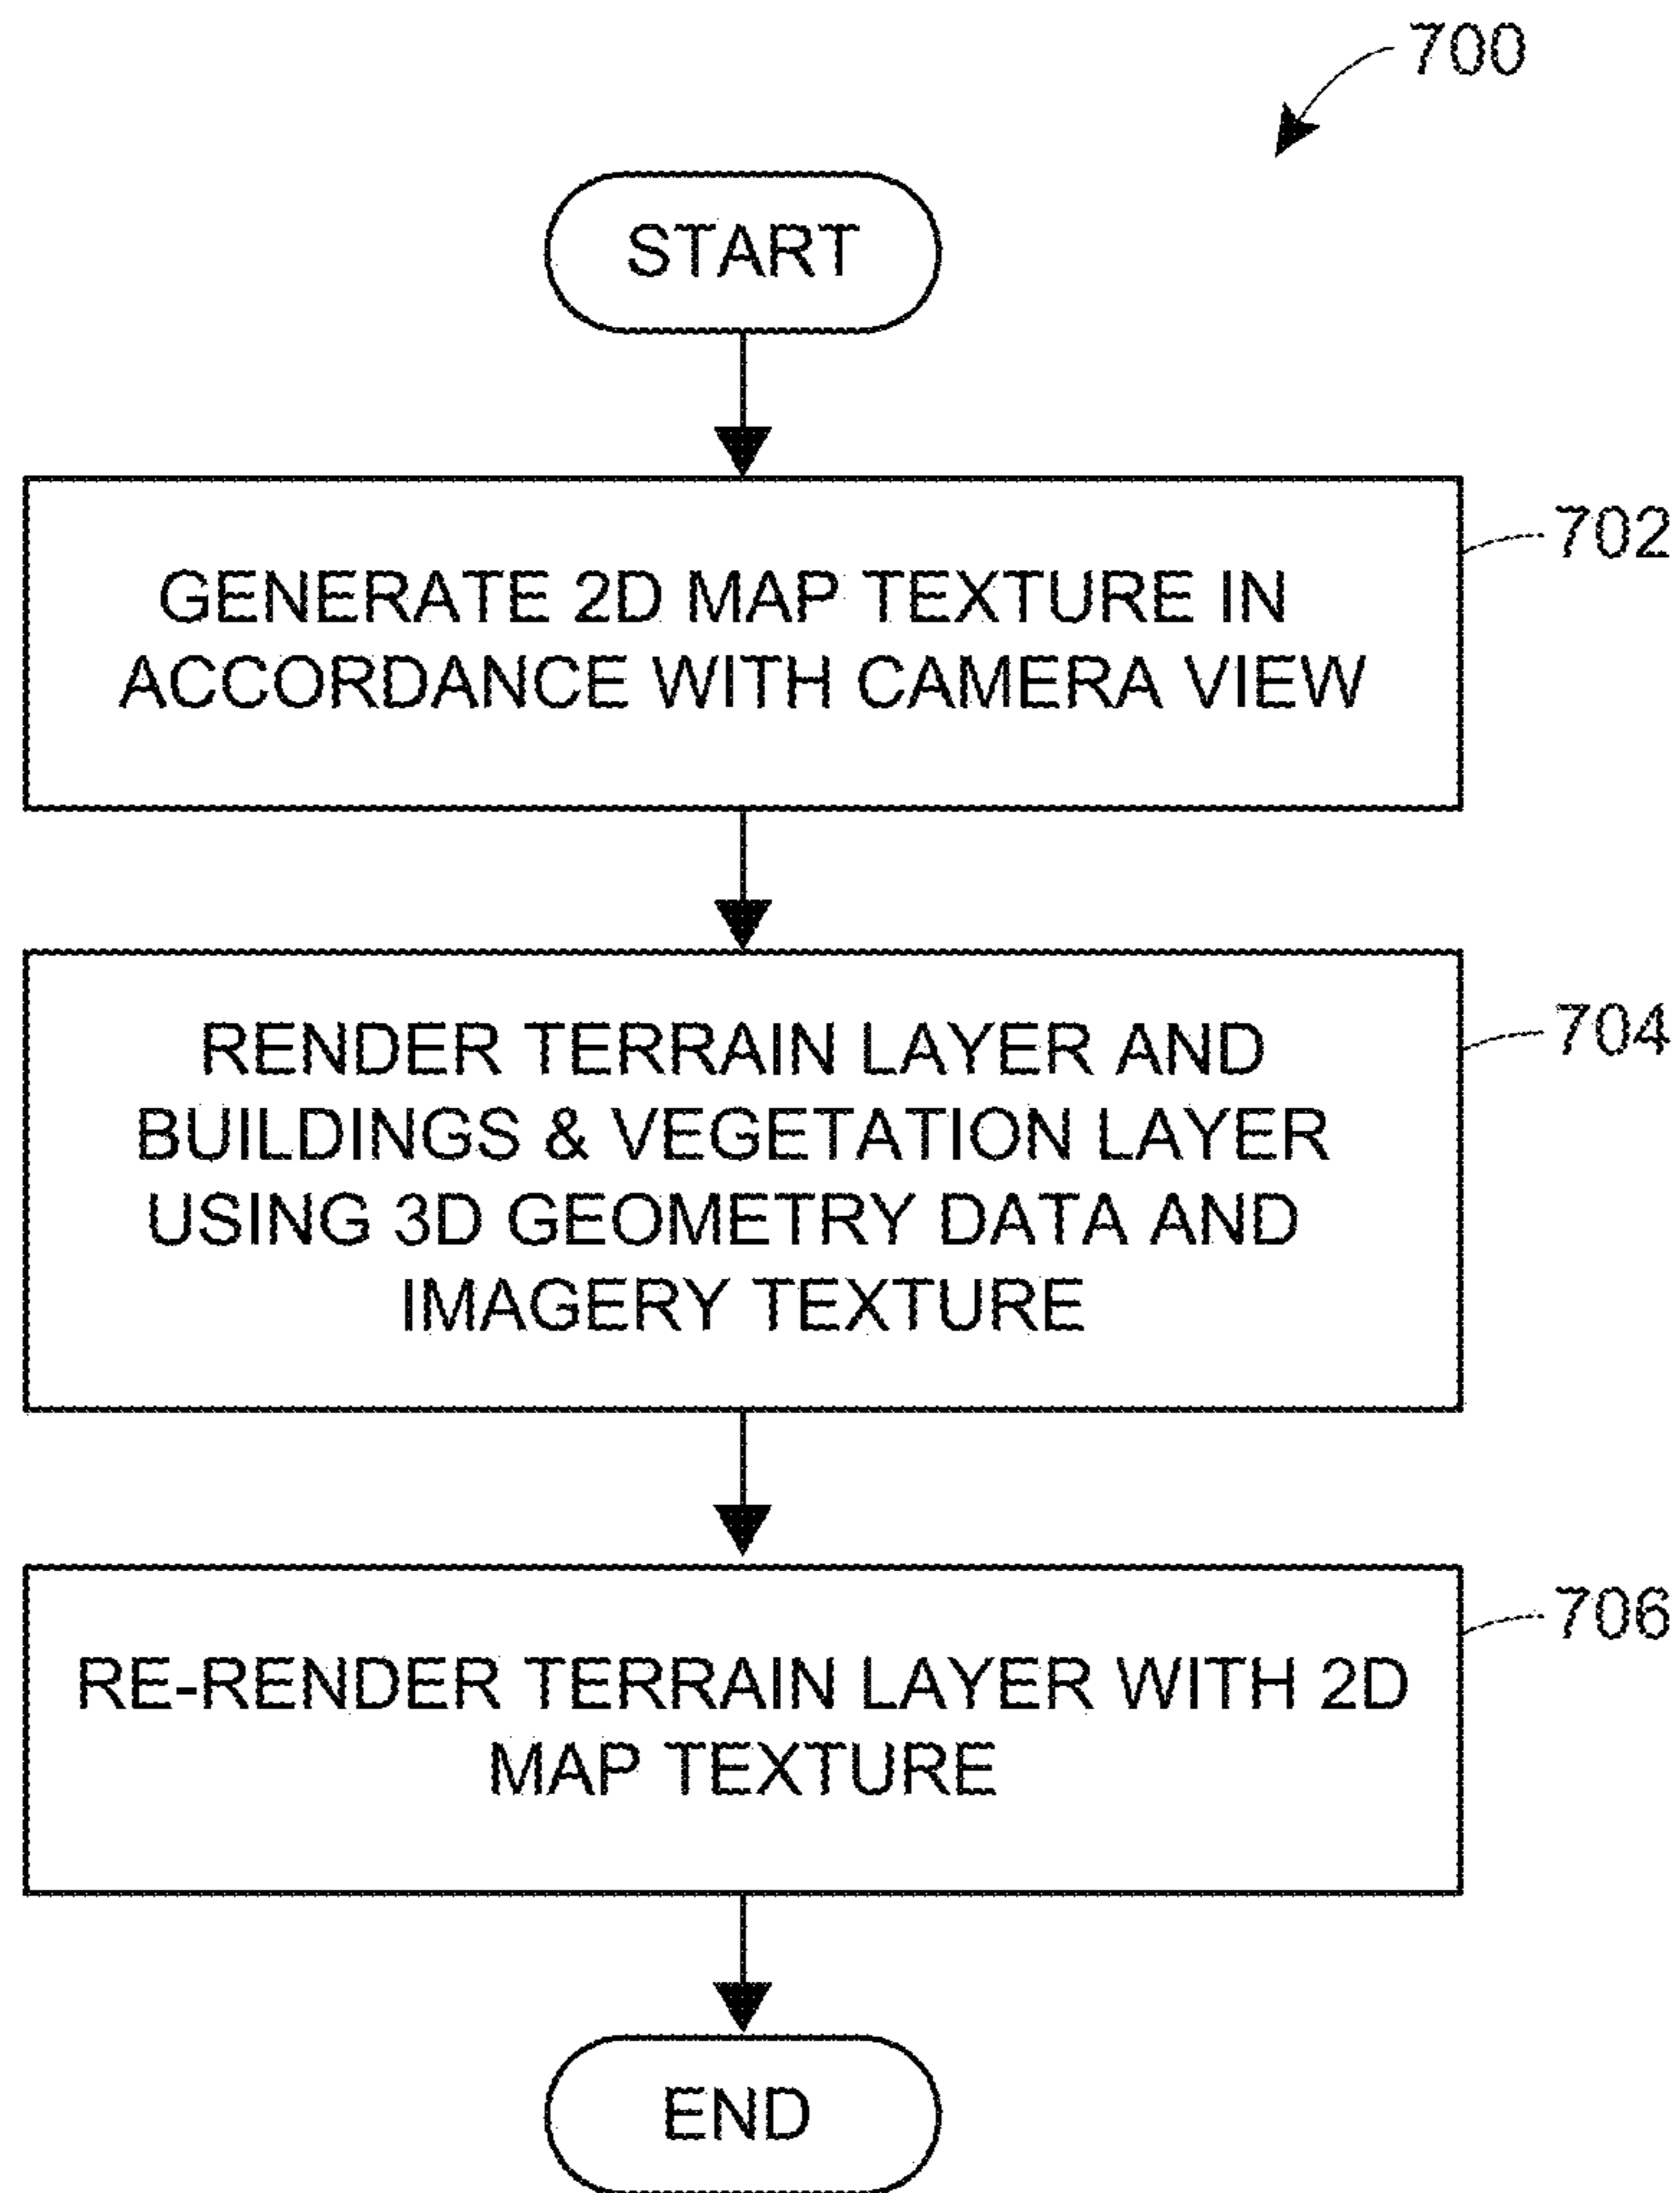 700
START
702
GENERATE 2D MAP TEXTURE IN
ACCORDANCE WITH CAMERA VIEW
704
RENDER TERRAIN LAYER AND
BUILDINGS & VEGETATION LAYER
USING 3D GEOMETRY DATA AND
IMAGERY TEXTURE
706
RE-RENDER TERRAIN LAYER WITH 2D
MAP TEXTURE
END